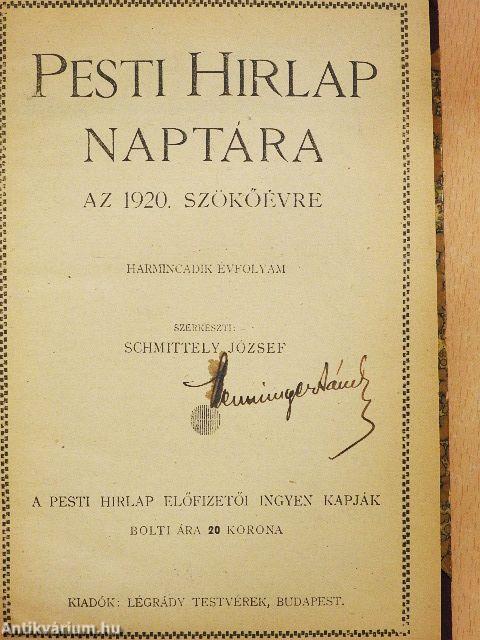 PESTI HIRLAP
NAPTÁRA
AZ 1920. SZÖKŐÉVRE
HARMINCADIK ÉVFOLYAM
SZERKESZTI: –
SCHMITTELY JÓZSEF
A PESTI HIRLAP ELŐFIZETŐI INGYEN KAPJÁK
BOLTI ÁRA 20 KORONA
KIADÓK: LÉGRÁDY TESTVÉREK, BUDAPEST.
Antikvárium.hu